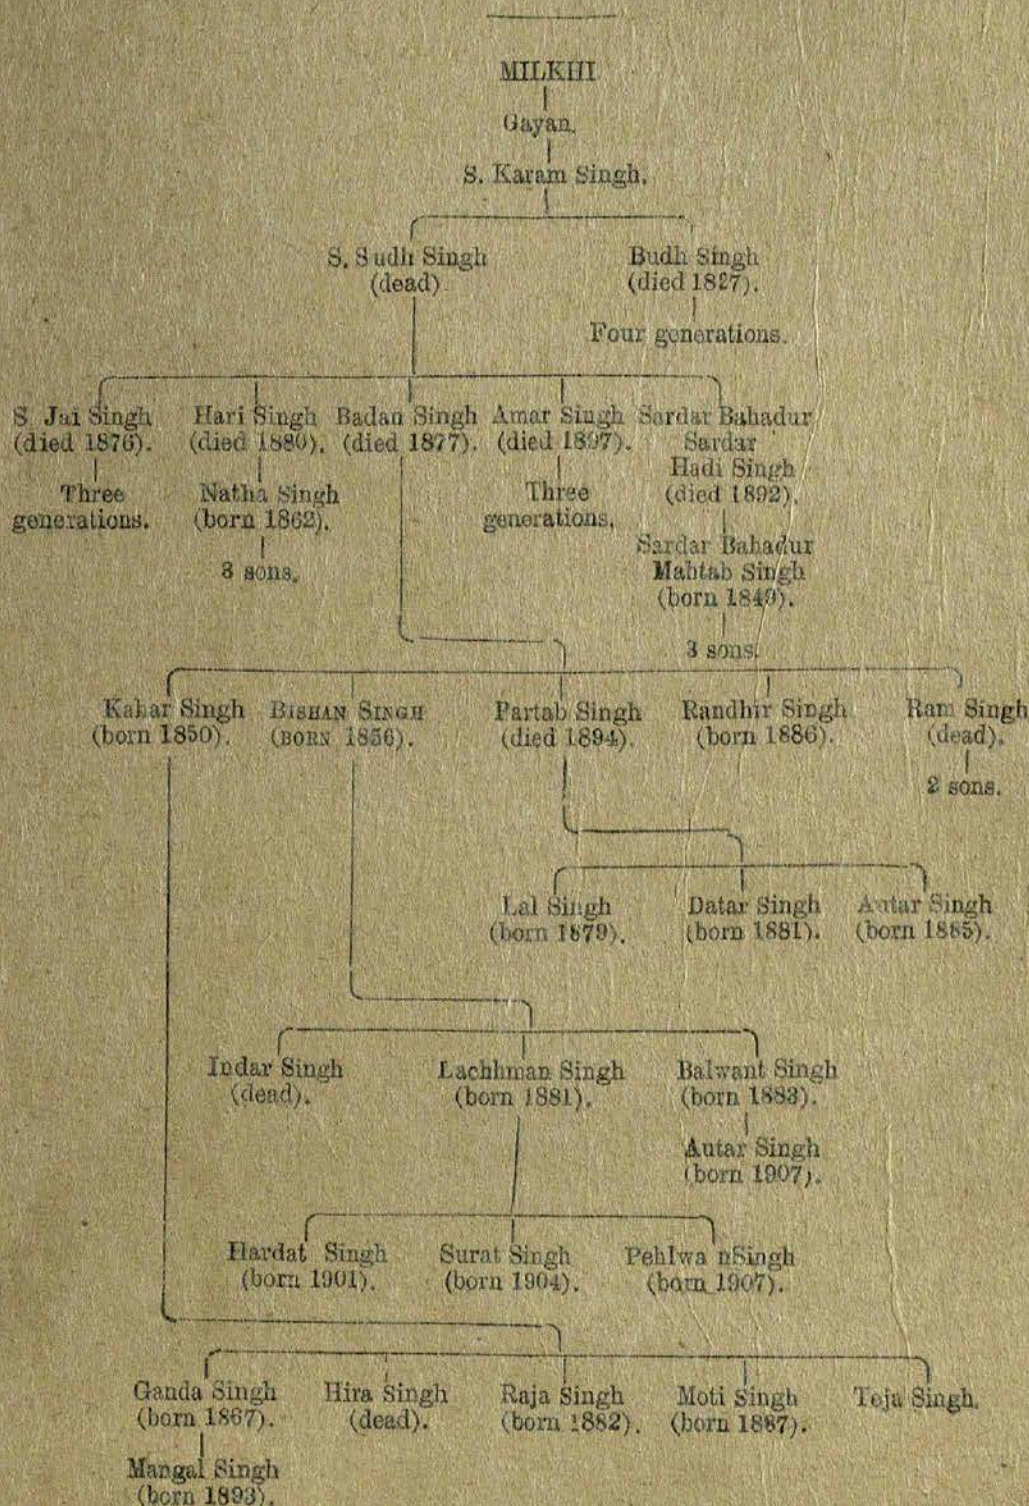 MILKHI
Gayan.
S. Karam Singh.
S. Sudh Singh
(dead)
Budh Singh
(died 1827).
Four generations.
S. Jai Singh
(died 1876).
Three
generations.
Hari Singh
(died 1880).
Natha Singh
(born 1862).
3 sons.
Badan Singh
(died 1877).
Amar Singh
(died 1897).
Three
generations.
Sardar Bahadur
Sardar
Hadi Singh
(died 1892).
Sardar Bahadur
Mahtab Singh
(born 1849).
3 sons.
Kahar Singh
(born 1850).
BISHAN SINGH
(BORN 1856).
Partab Singh
(died 1894).
Randhir Singh
(born 1886).
Ram Singh
(dead).
2 sons.
Lal Singh
(born 1879).
Datar Singh
(born 1881).
Autar Singh
(born 1885).
Indar Singh
(dead).
Lachhman Singh
(born 1881).
Balwant Singh
(born 1883).
Autar Singh
(born 1907).
Hardat Singh
(born 1901).
Surat Singh
(born 1904).
Pehlwa nSingh
(born 1907).
Ganda Singh
(born 1867).
Mangal Singh
(born 1893).
Hira Singh
(dead).
Raja Singh
(born 1882).
Moti Singh
(born 1887).
Teja Singh.